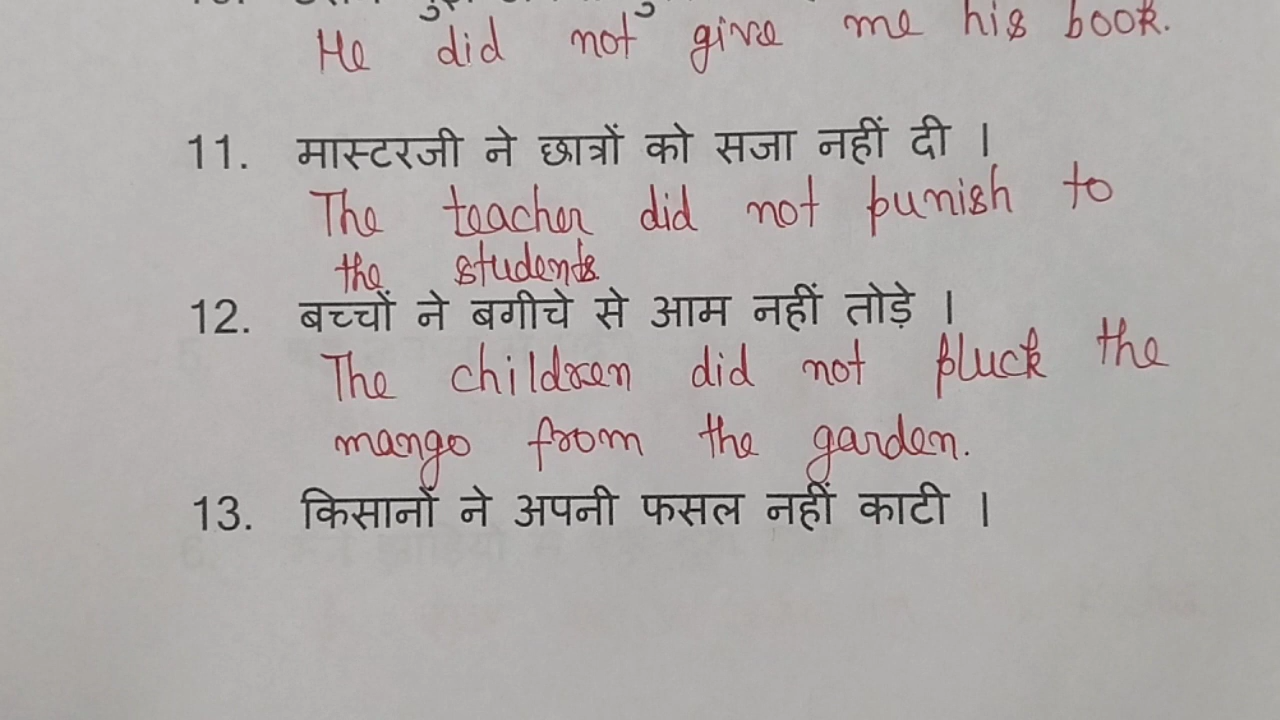 He did not give me his book.
11. मास्टरजी ने छात्रों को सजा नहीं दी ।
The teacher did not punish to
the students
12. बच्चों ने बगीचे से आम नहीं तोड़े ।
The children did not pluck the
mango from the garden.
13. किसानों ने अपनी फसल नहीं काटी ।